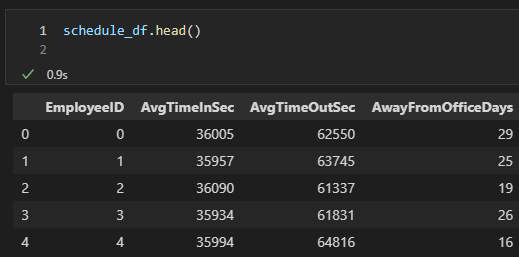 1 schedule_df.head()
2
0.9s
EmployeeID AvgTimeInSec AvgTimeOutSec AwayFromOfficeDays
0 0 36005 62550 29
1 1 35957 63745 25
2 2 36090 61337 19
3 3 35934 61831 26
4 4 35994 64816 16